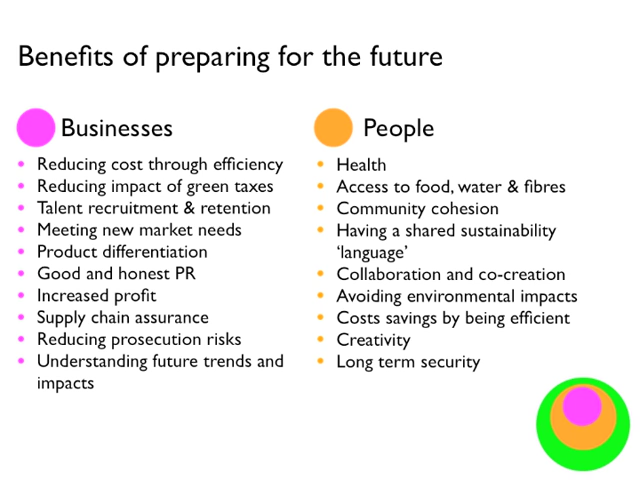 Benefits of preparing for the future
Businesses
Reducing cost through efficiency
Reducing impact of green taxes
Talent recruitment & retention
Meeting new market needs
Product differentiation
Good and honest PR
Increased profit
Supply chain assurance
Reducing prosecution risks
Understanding future trends and
impacts
People
Health
Access to food, water & fibres
Community cohesion
Having a shared sustainability
‘language’
Collaboration and co-creation
Avoiding environmental impacts
Costs savings by being efficient
Creativity
Long term security